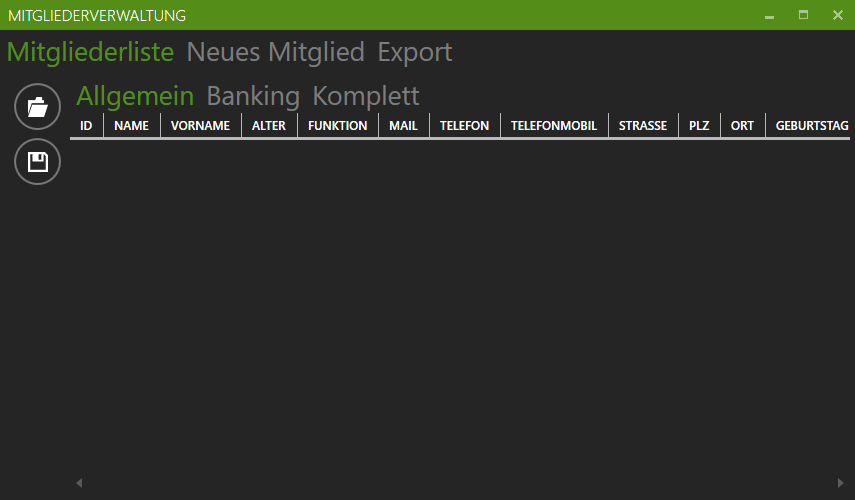 MITGLIEDERVERWALTUNG
Mitgliederliste Neues Mitglied Export
Allgemein Banking Komplett
ID NAME VORNAME ALTER FUNKTION MAIL TELEFON TELEFONMOBIL STRASSE PLZ ORT GEBURTSTAG